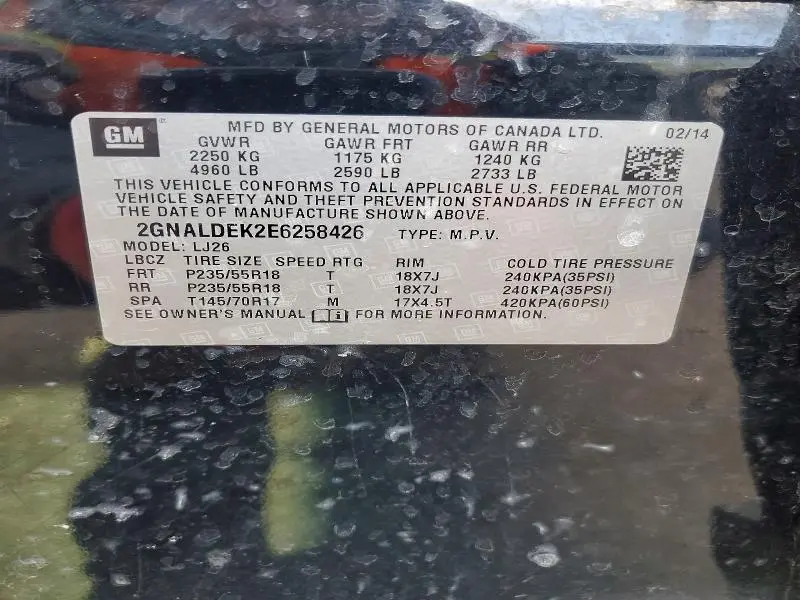 GM
MFD BY GENERAL MOTORS OF CANADA LTD. 02/14
GVWR GAWR FRT GAWR RR
2250 KG 1175 KG 1240 KG
4960 LB 2590 LB 2733 LB
THIS VEHICLE CONFORMS TO ALL APPLICABLE U.S. FEDERAL MOTOR
VEHICLE SAFETY AND THEFT PREVENTION STANDARDS IN EFFECT ON
THE DATE OF MANUFACTURE SHOWN ABOVE.
2GNALDEK2E6258426 TYPE: M.P.V.
MODEL: LJ26
LBCZ TIRE SIZE SPEED RTG RIM COLD TIRE PRESSURE
FRT P235/55R18 T 18X7J 240KPA(35PSI)
RR P235/55R18 T 18X7J 240KPA(35PSI)
SPA T145/70R17 M 17X4.5T 420KPA(60PSI)
SEE OWNER'S MANUAL FOR MORE INFORMATION.